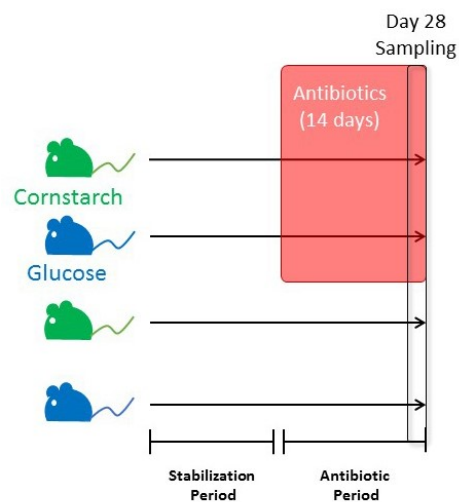 Day 28
Sampling
Antibiotics
(14 days)
Cornstarch
Glucose
Stabilization
Period
Antibiotic
Period